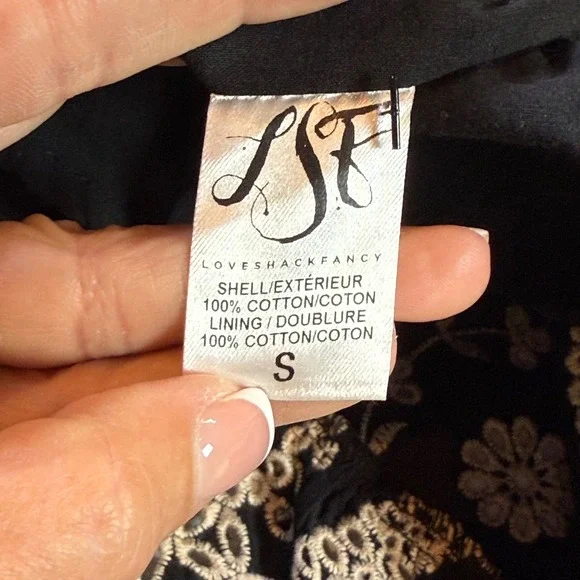 LSF
LOVESHACKFANCY
SHELL/EXTÉRIEUR
100% COTTON/COTON
LINING / DOUBLURE
100% COTTON/COTON
S